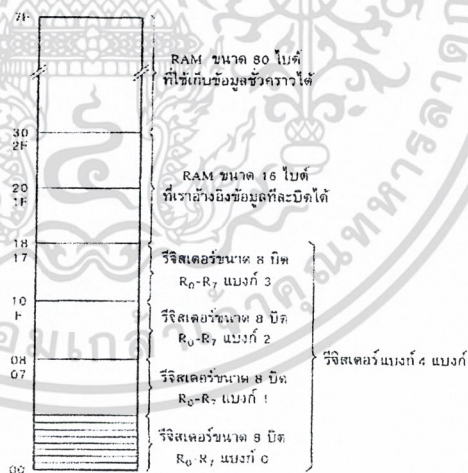 7F
RAM ขนาด 80 ไบต์
ที่ใช้เก็บข้อมูลชั่วคราวได้
30
2F
RAM ขนาด 16 ไบต์
ที่เราอ้างอิงข้อมูลทีละบิตได้
20
1F
18
17
รีจิสเตอร์ขนาด 8 บิต
R0-R7 แบงก์ 3
10
F
รีจิสเตอร์ขนาด 8 บิต
R0-R7 แบงก์ 2
รีจิสเตอร์แบงก์ 4 แบงก์
08
07
รีจิสเตอร์ขนาด 8 บิต
R0-R7 แบงก์ 1
รีจิสเตอร์ขนาด 8 บิต
R0-R7 แบงก์ 0
00